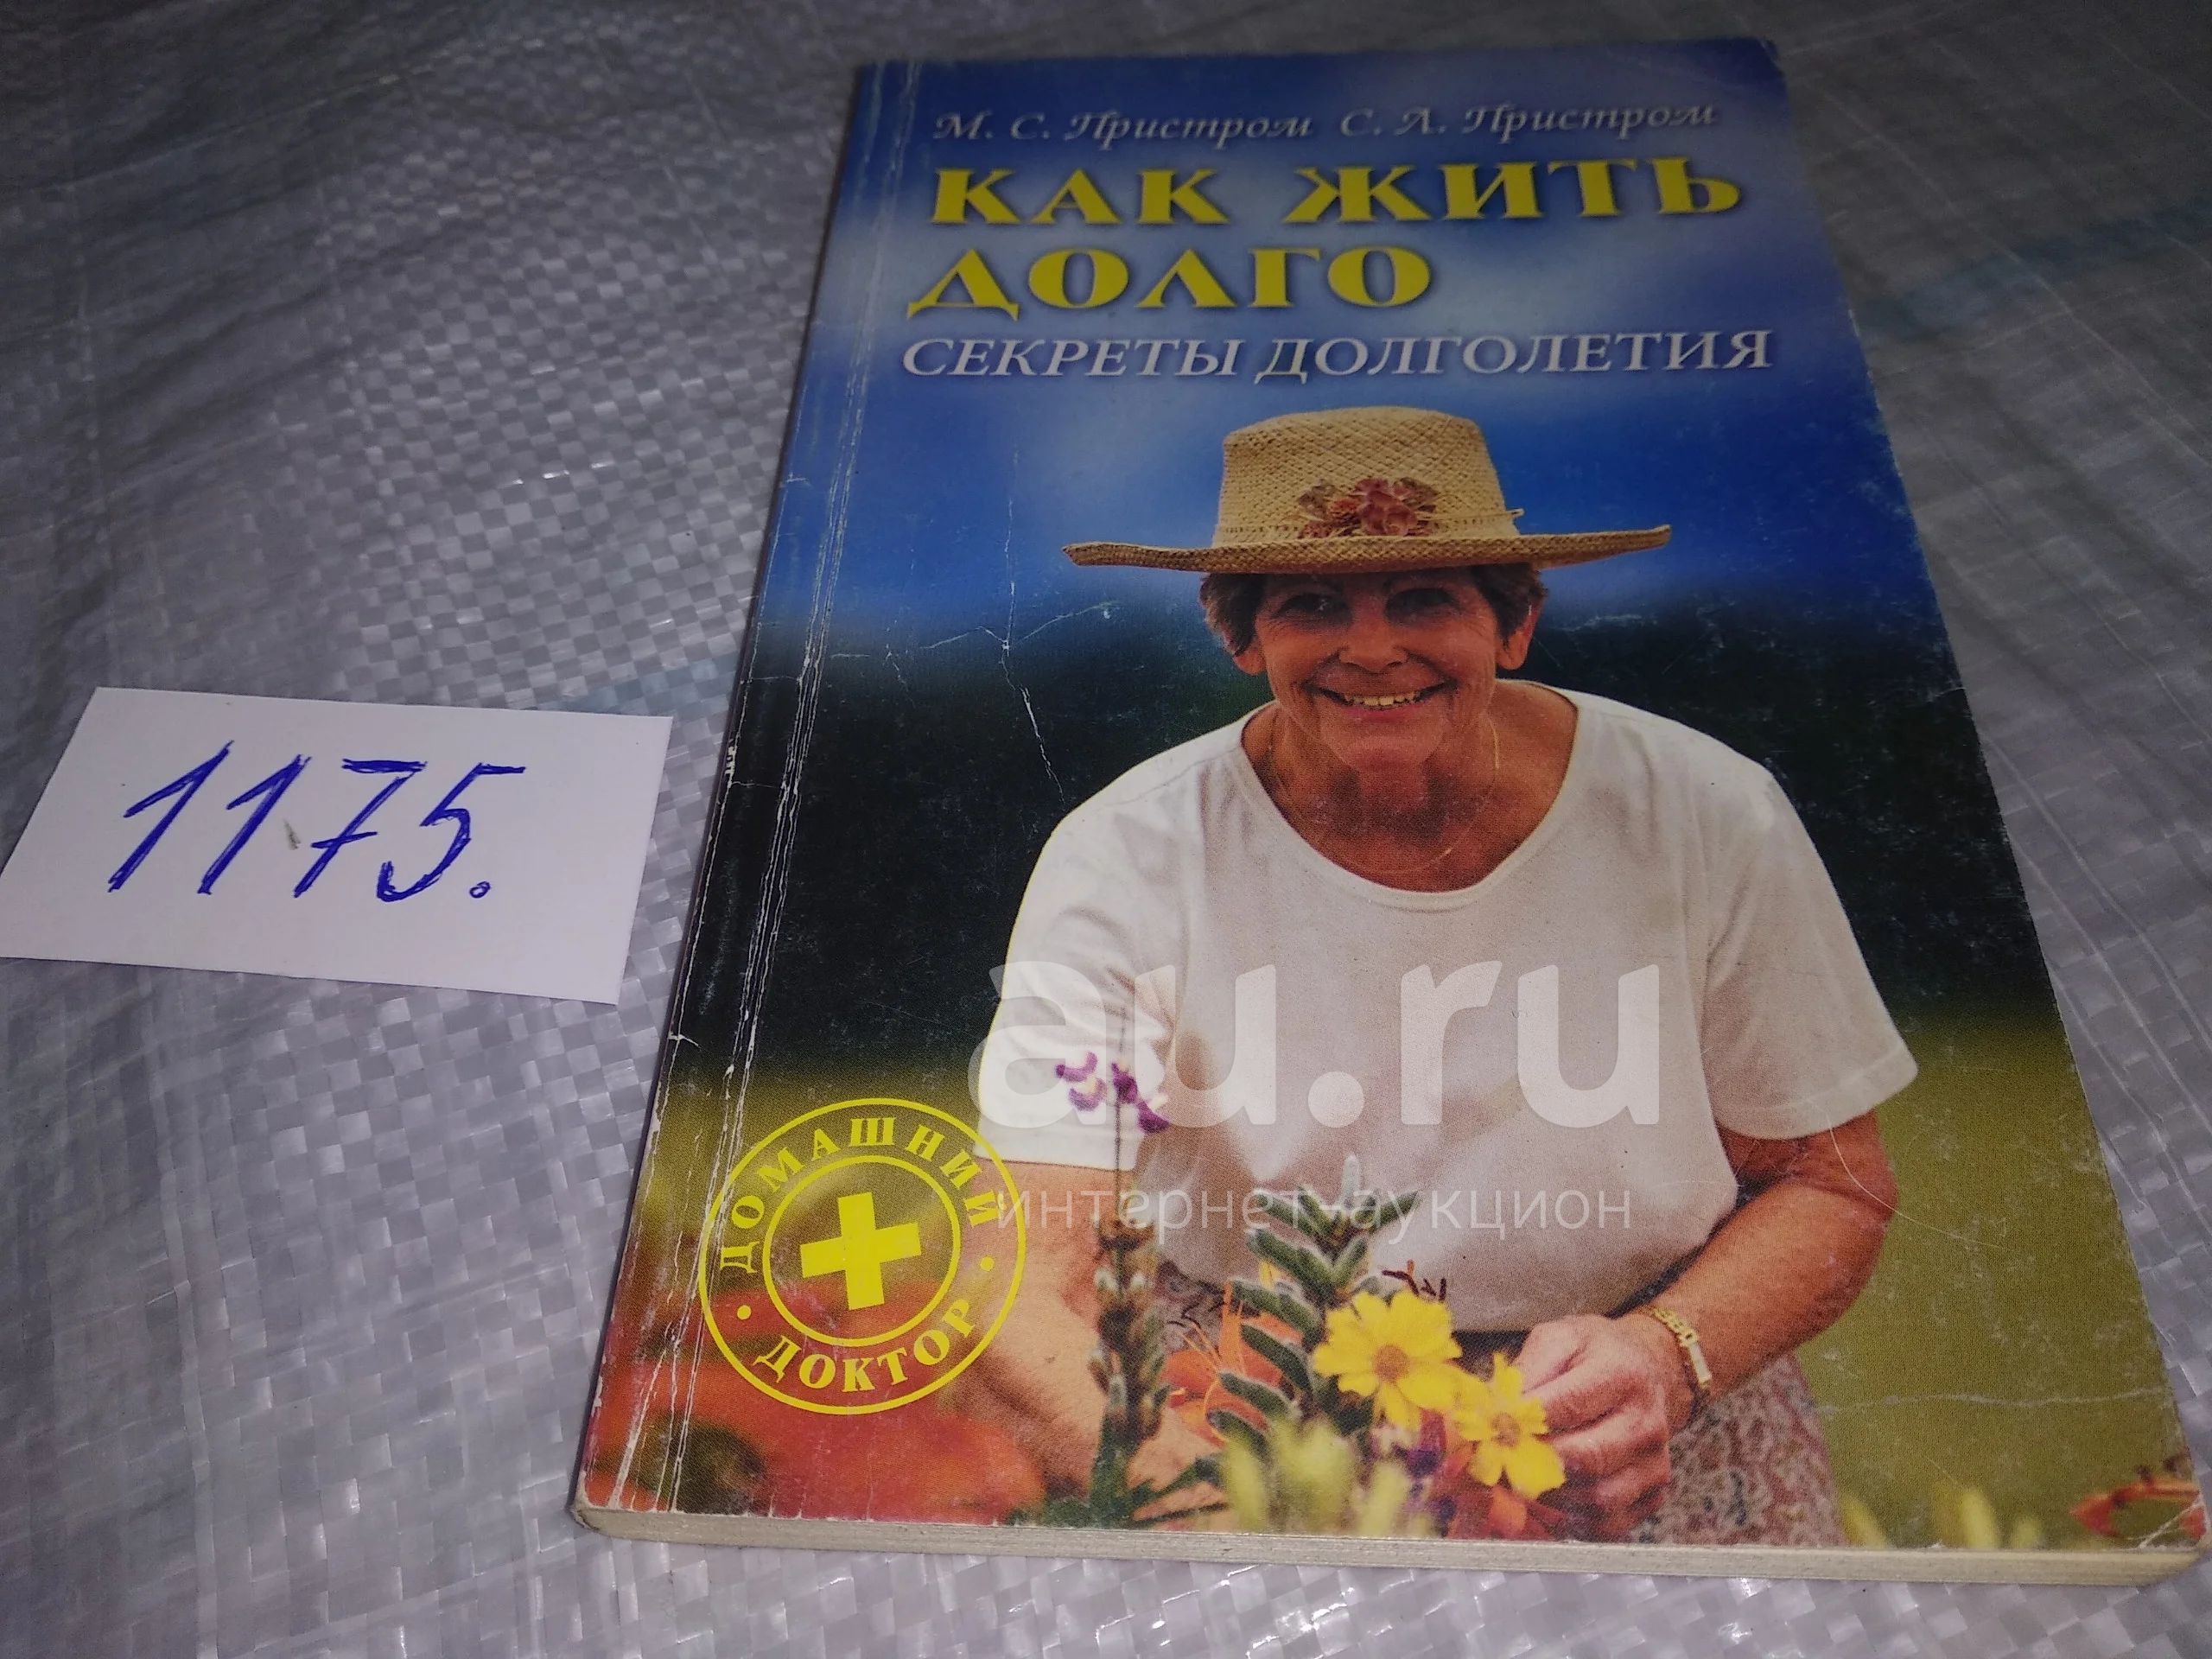 М. С. Пристром С. Л. Пристром
КАК ЖИТЬ
ДОЛГО
СЕКРЕТЫ ДОЛГОЛЕТИЯ
1175.
au.ru
интернет-аукцион
ДОМАШНИЙ
ДОКТОР